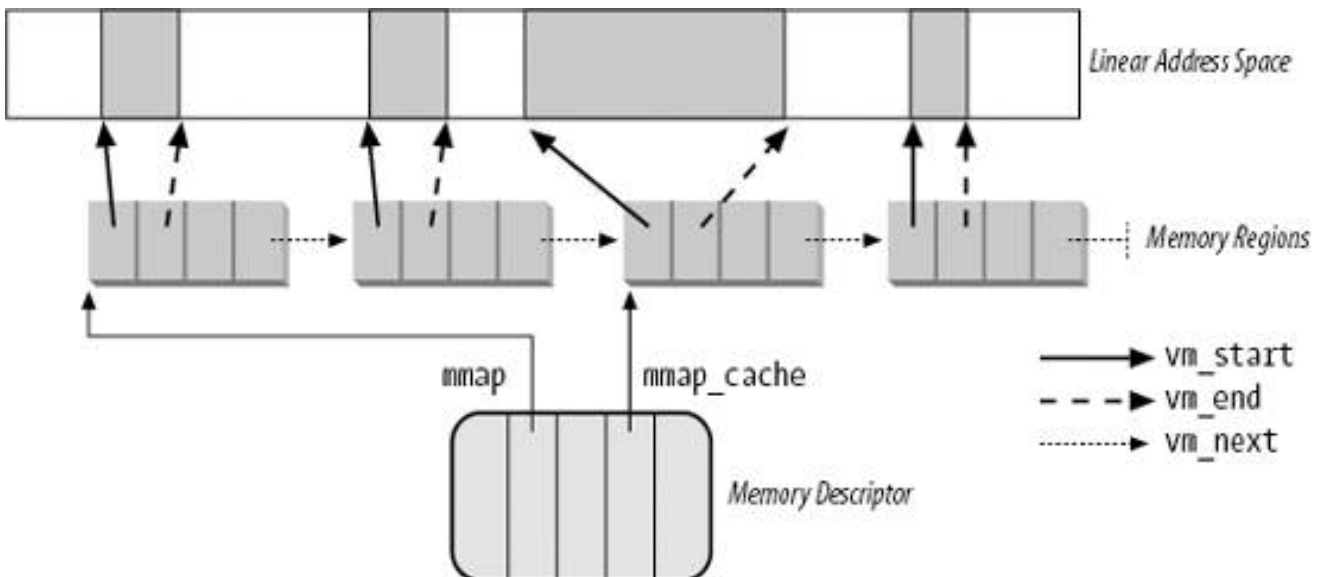 Linear Address Space
Memory Regions
mmap
mmap_cache
vm_start
vm_end
vm_next
Memory Descriptor